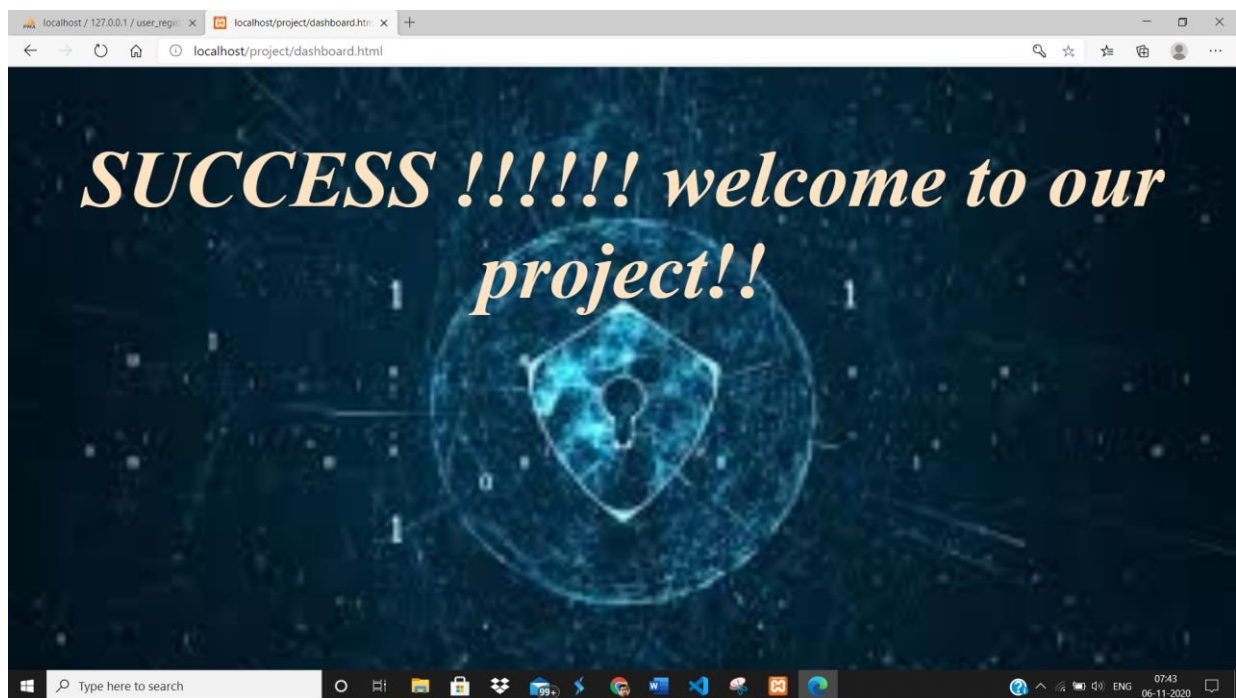 localhost / 127.0.0.1 / user_regis
localhost/project/dashboard.htm
localhost/project/dashboard.html
SUCCESS !!!!!! welcome to our
project!!
1
1
1
0
1
Type here to search
99+
ENG
07:43
06-11-2020